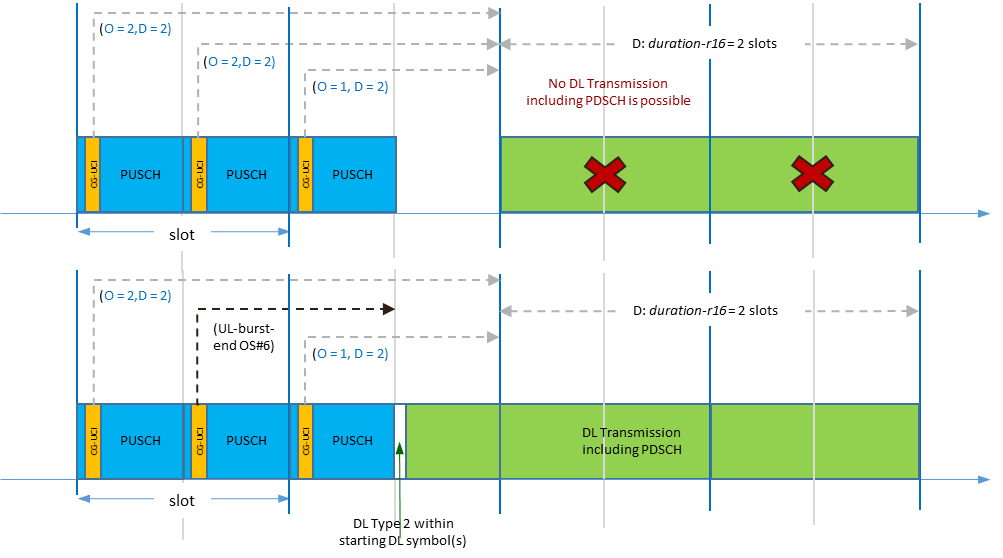 (O = 2,D = 2)
(O = 2,D = 2)
(O = 1, D = 2)
D: duration-r16 = 2 slots
No DL Transmission
including PDSCH is possible
CG-UCI
PUSCH
CG-UCI
PUSCH
CG-UCI
PUSCH
slot
(O = 2,D = 2)
(UL-burst-
end OS#6)
(O = 1, D = 2)
D: duration-r16 = 2 slots
CG-UCI
PUSCH
CG-UCI
PUSCH
CG-UCI
PUSCH
DL Transmission
including PDSCH
slot
DL Type 2 within
starting DL symbol(s)